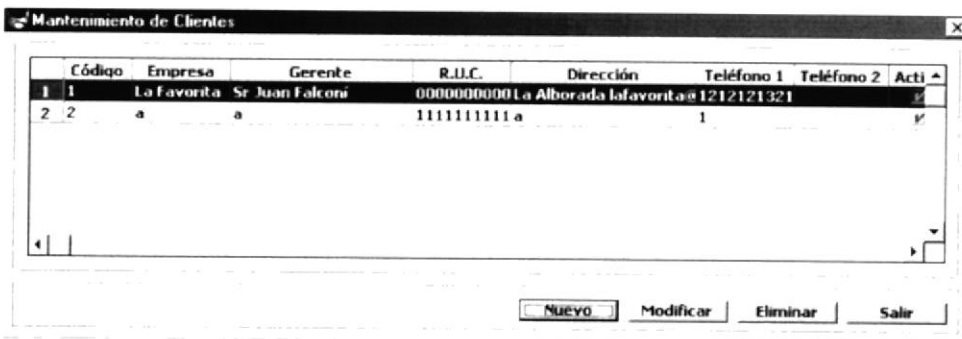 Mantenimiento de Clientes
Código Empresa Gerente R.U.C. Dirección Teléfono 1 Teléfono 2 Acti
1 1 La Favorita Sr Juan Falconí 0000000000 La Alborada lafavorita@ 1212121321
2 2 a a 1111111111 a 1
Nuevo Modificar Eliminar Salir